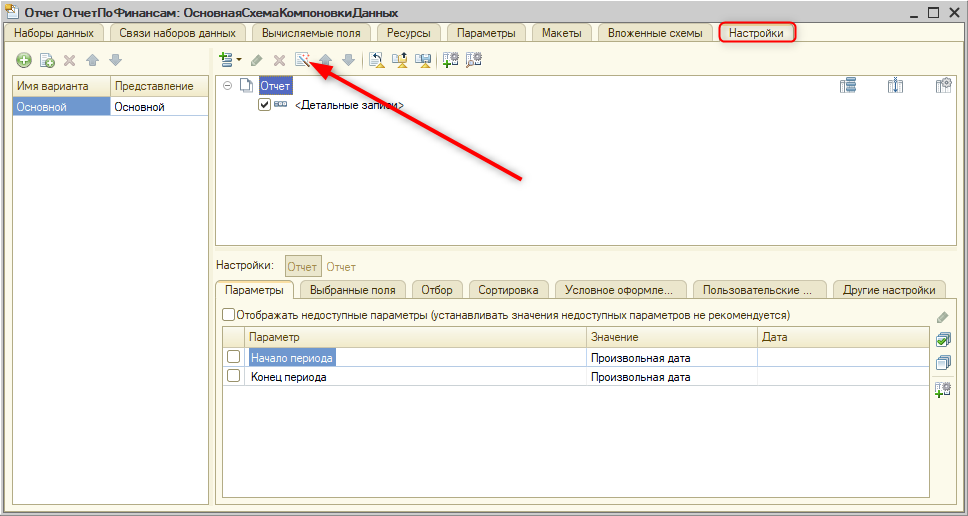 Отчет ОтчетПоФинансам: ОсновнаяСхемаКомпоновкиДанных
Наборы данных Связи наборов данных Вычисляемые поля Ресурсы Параметры Макеты Вложенные схемы Настройки
Имя варианта Представление
Основной Основной
Отчет
<Детальные записи>
Настройки: Отчет Отчет
Параметры Выбранные поля Отбор Сортировка Условное оформле... Пользовательские ... Другие настройки
Отображать недоступные параметры (устанавливать значения недоступных параметров не рекомендуется)
Параметр Значение Дата
Начало периода Произвольная дата
Конец периода Произвольная дата